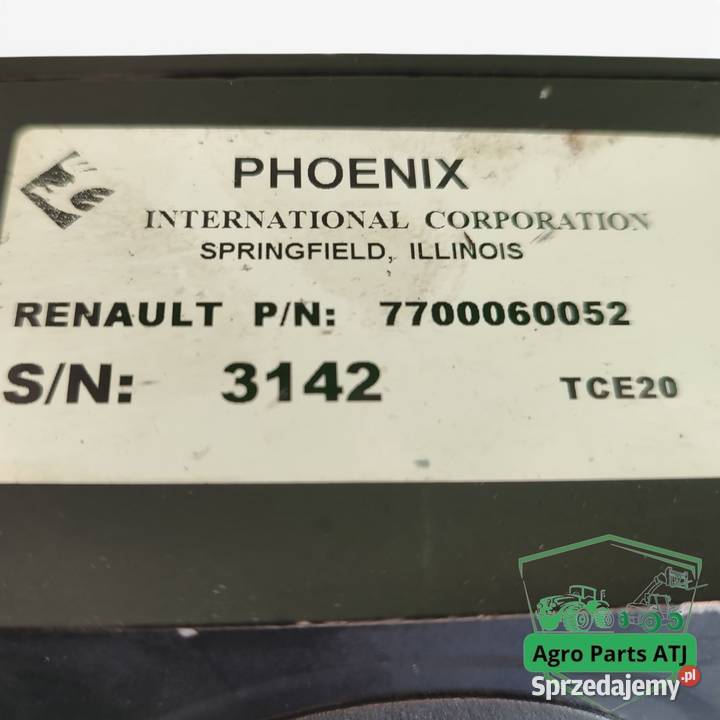 PHOENIX
INTERNATIONAL CORPORATION
SPRINGFIELD, ILLINOIS
RENAULT P/N: 7700060052
S/N: 3142 TCE20
Agro Parts ATJ
Sprzedajemy.pl